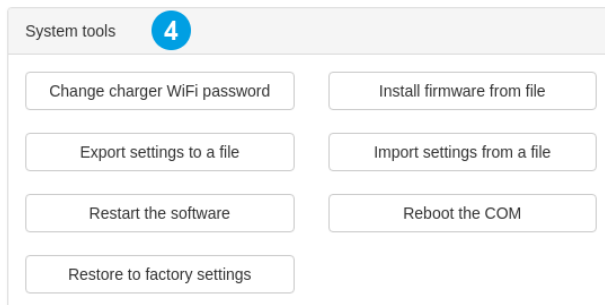 System tools 4
Change charger WiFi password
Install firmware from file
Export settings to a file
Import settings from a file
Restart the software
Reboot the COM
Restore to factory settings